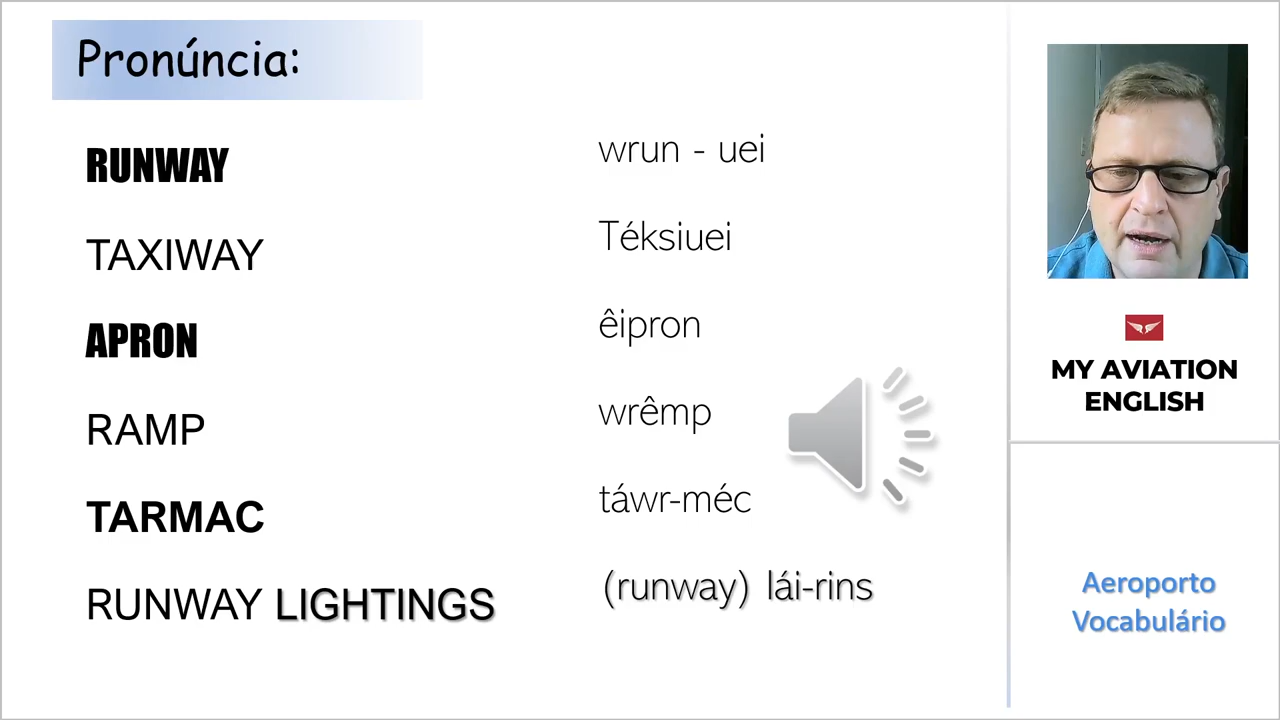 Pronúncia:
RUNWAY
wrun - uei
TAXIWAY
Téksiuei
APRON
êipron
RAMP
wrêmp
TARMAC
táwr-méc
RUNWAY LIGHTINGS
(runway) lái-rins
MY AVIATION
ENGLISH
Aeroporto
Vocabulário